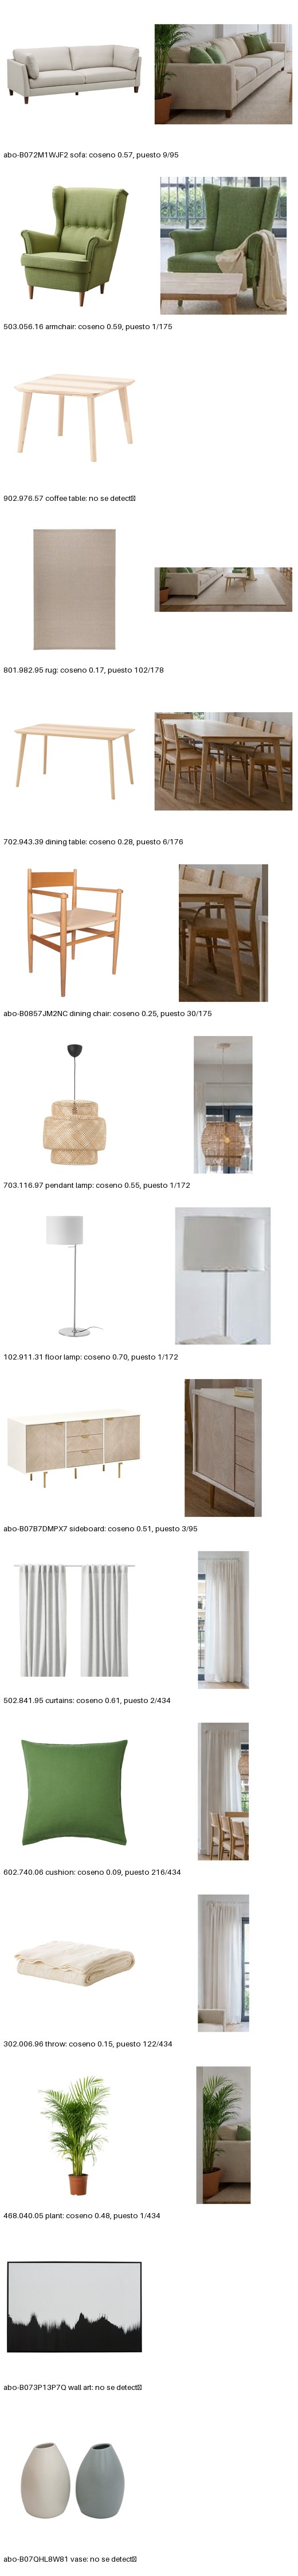 abo-B072M1WJF2 sofa: coseno 0.57, puesto 9/95
503.056.16 armchair: coseno 0.59, puesto 1/175
902.976.57 coffee table: no se detect
801.982.95 rug: coseno 0.17, puesto 102/178
702.943.39 dining table: coseno 0.28, puesto 6/176
abo-B0857JM2NC dining chair: coseno 0.25, puesto 30/175
703.116.97 pendant lamp: coseno 0.55, puesto 1/172
102.911.31 floor lamp: coseno 0.70, puesto 1/172
abo-B07B7DMPX7 sideboard: coseno 0.51, puesto 3/95
502.841.95 curtains: coseno 0.61, puesto 2/434
602.740.06 cushion: coseno 0.09, puesto 216/434
302.006.96 throw: coseno 0.15, puesto 122/434
468.040.05 plant: coseno 0.48, puesto 1/434
abo-B073P13P7Q wall art: no se detect
abo-B07QHL8W81 vase: no se detect